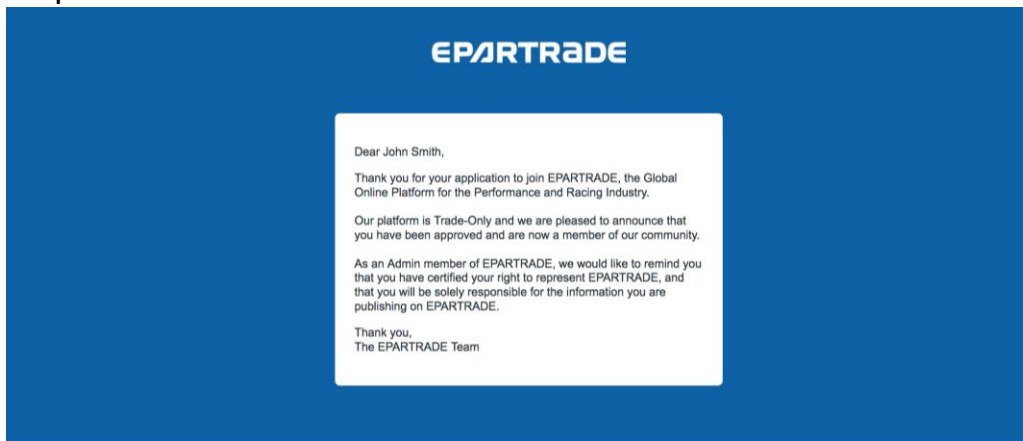 EPARTRADE
Dear John Smith,
Thank you for your application to join EPARTRADE, the Global
Online Platform for the Performance and Racing Industry.
Our platform is Trade-Only and we are pleased to announce that
you have been approved and are now a member of our community.
As an Admin member of EPARTRADE, we would like to remind you
that you have certified your right to represent EPARTRADE, and
that you will be solely responsible for the information you are
publishing on EPARTRADE.
Thank you,
The EPARTRADE Team